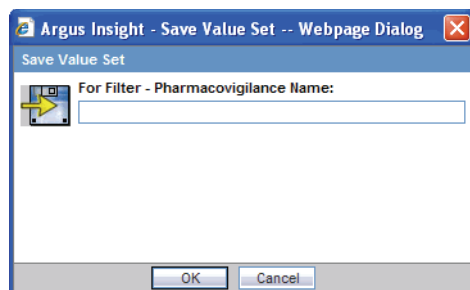 Argus Insight - Save Value Set -- Webpage Dialog
Save Value Set
For Filter - Pharmacovigilance Name:
OK Cancel